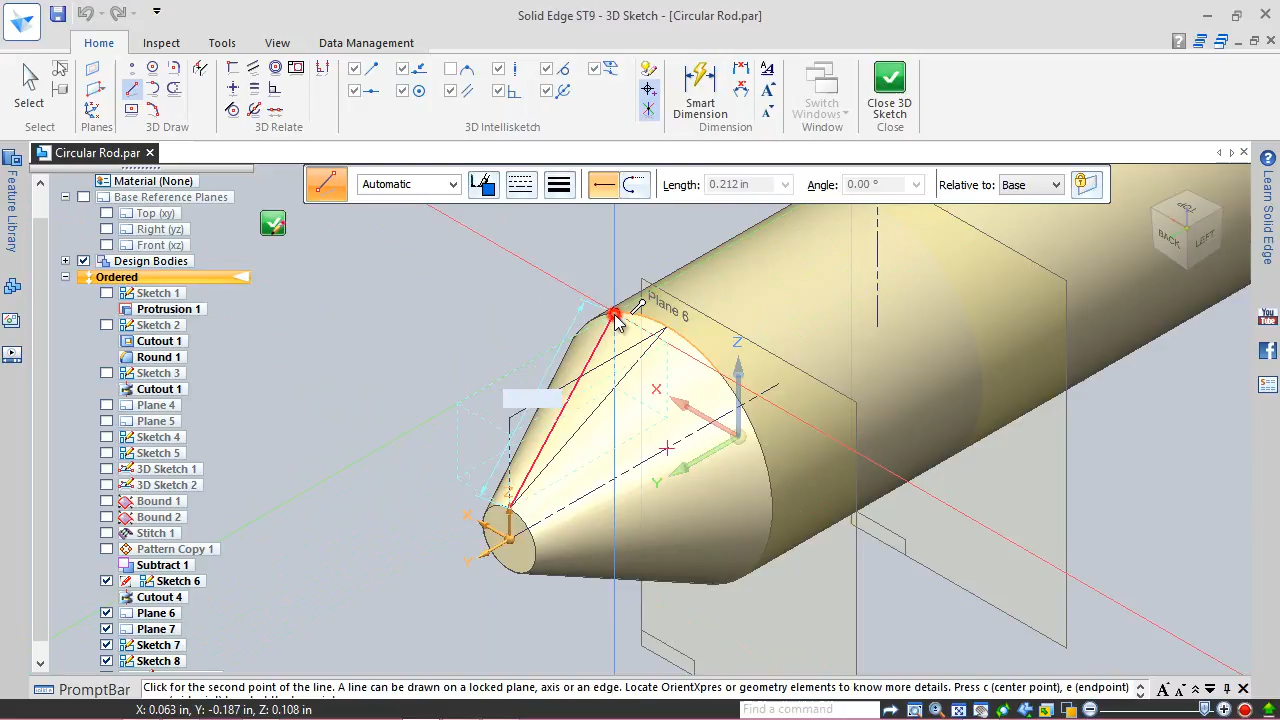 Solid Edge ST9 - 3D Sketch - [Circular Rod.par]
Home
Inspect
Tools
View
Data Management
Select
Smart Dimension
Switch Windows
Close 3D Sketch
Select
Planes
3D Draw
3D Relate
3D Intellisketch
Dimension
Window
Close
Circular Rod.par
Automatic
Length: 0.212 in
Angle: 0.00 °
Relative to: Base
Feature Library
Learn Solid Edge
Material (None)
Base Reference Planes
Top (xy)
Right (yz)
Front (xz)
Design Bodies
Ordered
Sketch 1
Protrusion 1
Sketch 2
Cutout 1
Round 1
Sketch 3
Cutout 1
Plane 4
Plane 5
Sketch 4
Sketch 5
3D Sketch 1
3D Sketch 2
Bound 1
Bound 2
Stitch 1
Pattern Copy 1
Subtract 1
Sketch 6
Cutout 4
Plane 6
Plane 7
Sketch 7
Sketch 8
Plane 6
Z
X
Y
X
Y
TOP
BACK
LEFT
You Tube
PromptBar
Click for the second point of the line. A line can be drawn on a locked plane, axis or an edge. Locate OrientXpres or geometry elements to know more details. Press c (center point), e (endpoint)
X: 0.063 in, Y: -0.187 in, Z: 0.108 in
Find a command